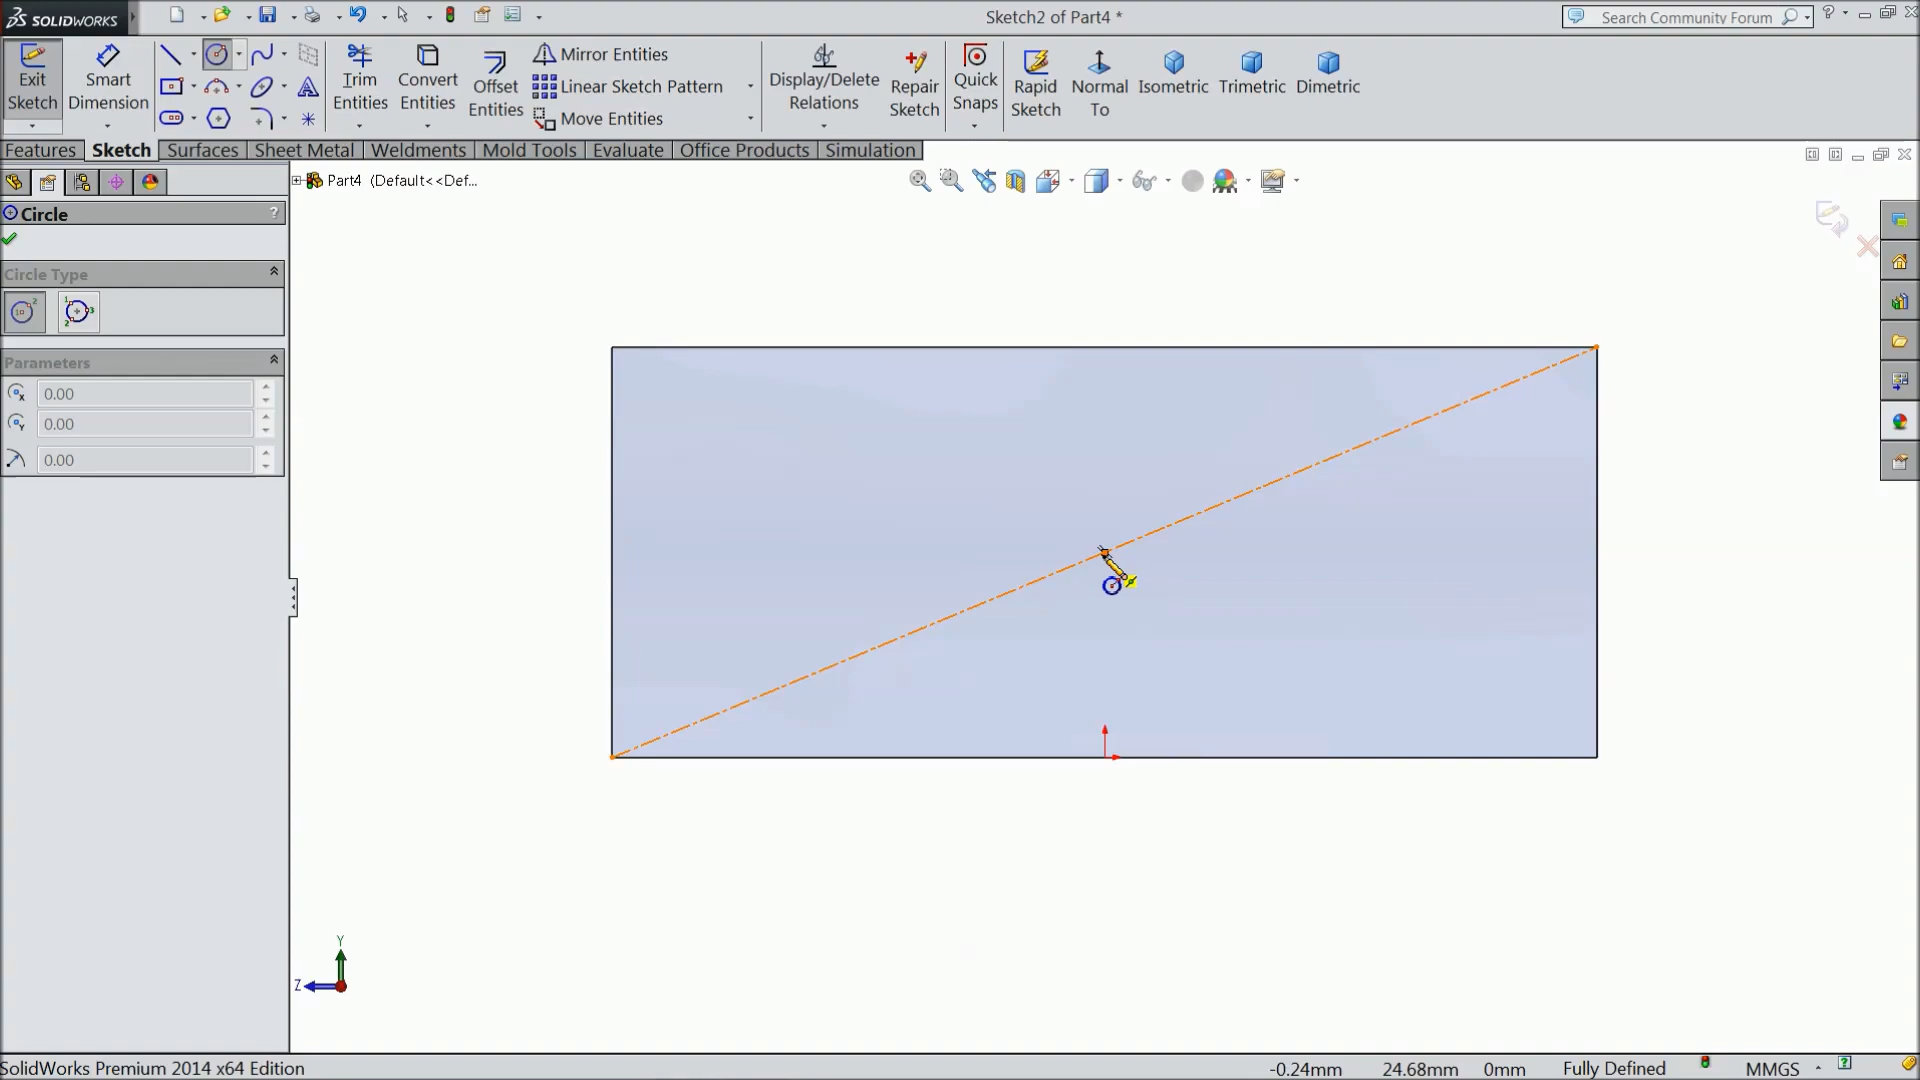 SOLIDWORKS
Sketch2 of Part4 *
Search Community Forum
?
Exit
Sketch
Smart
Dimension
Trim
Entities
Convert
Entities
Offset
Entities
Mirror Entities
Linear Sketch Pattern
Move Entities
Display/Delete
Relations
Repair
Sketch
Quick
Snaps
Rapid
Sketch
Normal
To
Isometric
Trimetric
Dimetric
Features
Sketch
Surfaces
Sheet Metal
Weldments
Mold Tools
Evaluate
Office Products
Simulation
Part4 (Default<<Def...
Circle
?
Circle Type
Parameters
0.00
0.00
0.00
Y
Z
SolidWorks Premium 2014 x64 Edition
-0.24mm
24.68mm
0mm
Fully Defined
MMGS
?